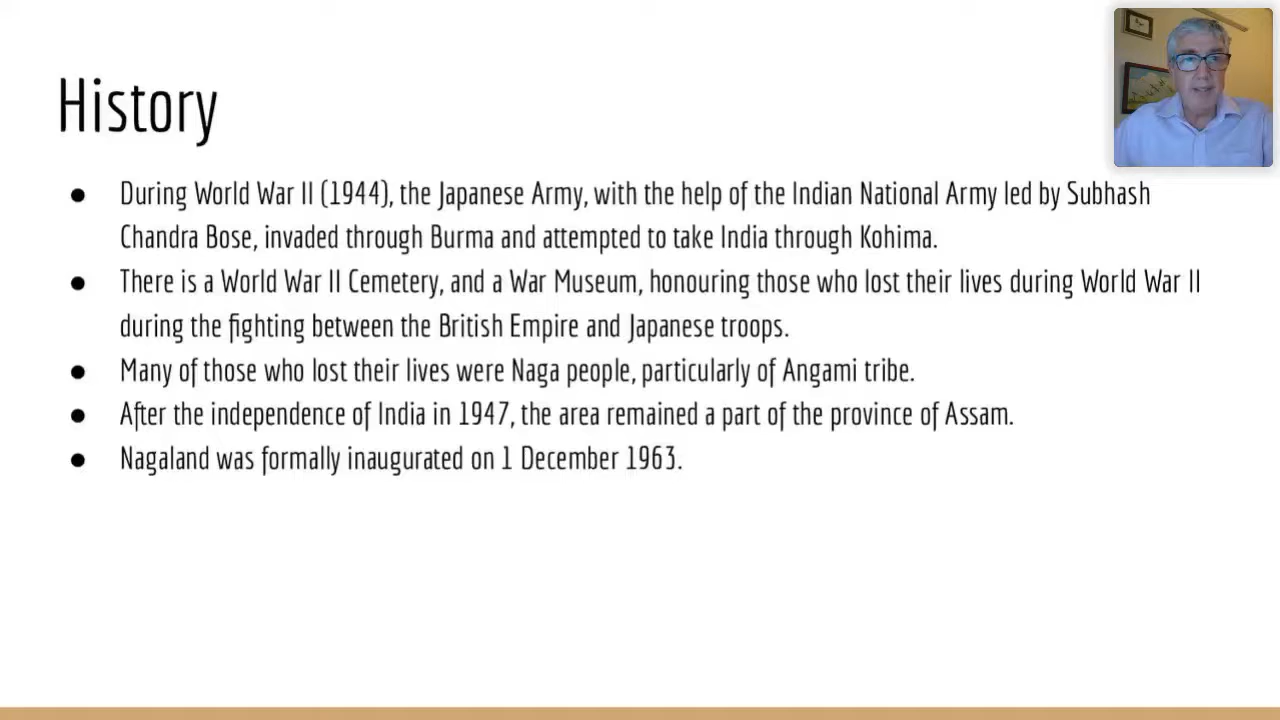 History
● During World War II (1944), the Japanese Army, with the help of the Indian National Army led by Subhash
Chandra Bose, invaded through Burma and attempted to take India through Kohima.
● There is a World War II Cemetery, and a War Museum, honouring those who lost their lives during World War II
during the fighting between the British Empire and Japanese troops.
● Many of those who lost their lives were Naga people, particularly of Angami tribe.
● After the independence of India in 1947, the area remained a part of the province of Assam.
● Nagaland was formally inaugurated on 1 December 1963.